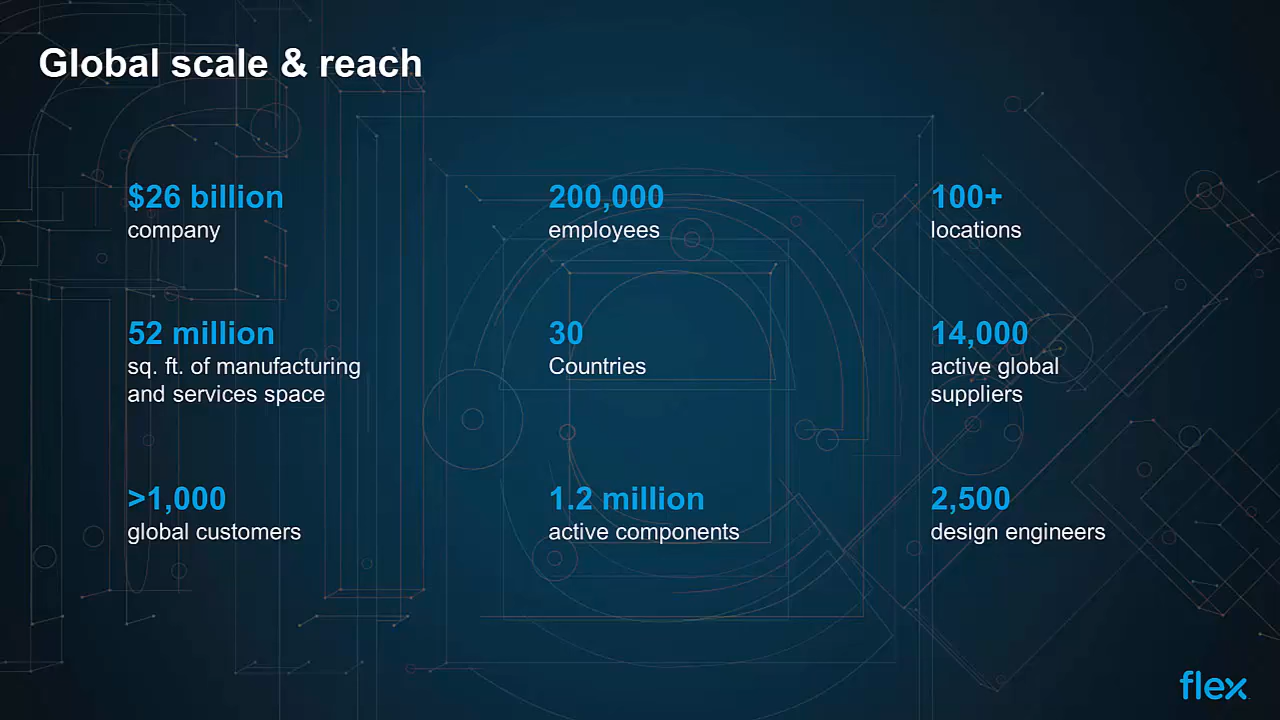 Global scale & reach
$26 billion
company
200,000
employees
100+
locations
52 million
sq. ft. of manufacturing
and services space
30
Countries
14,000
active global
suppliers
>1,000
global customers
1.2 million
active components
2,500
design engineers
flex